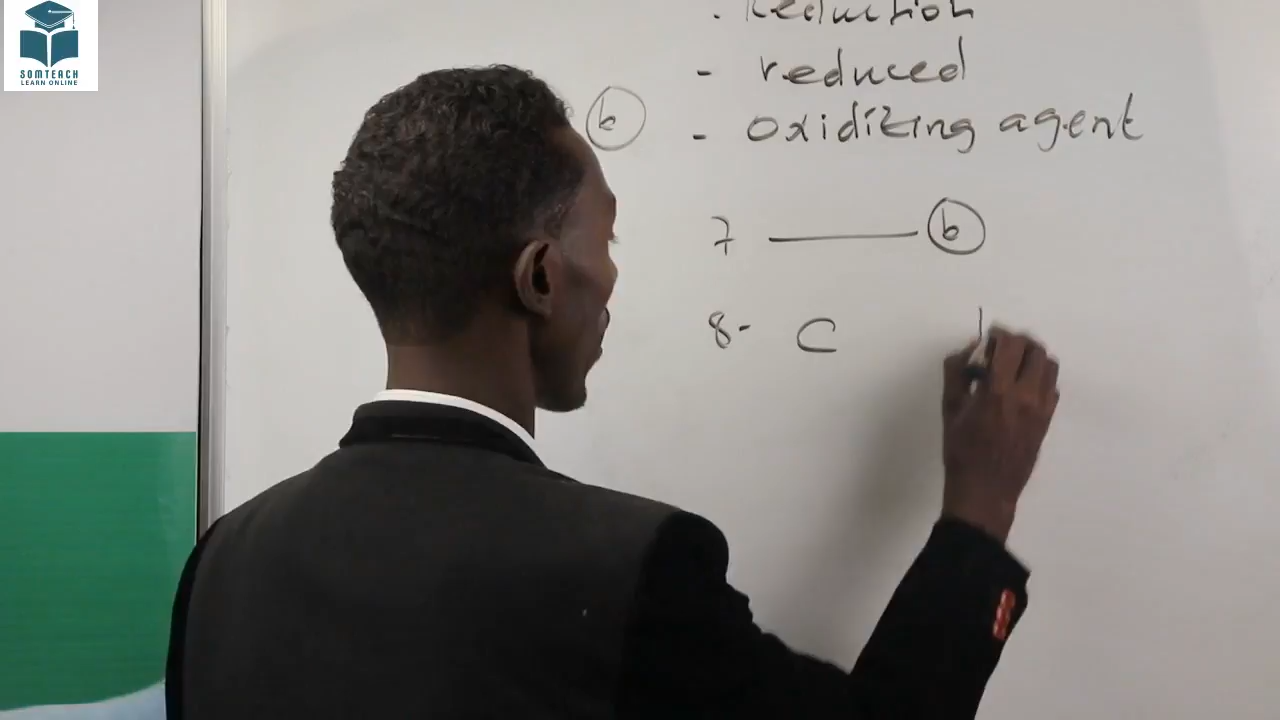 SOMTEACH
LEARN ONLINE
. Reduction
- reduced
b
- Oxidizing agent
7 — b
8- C